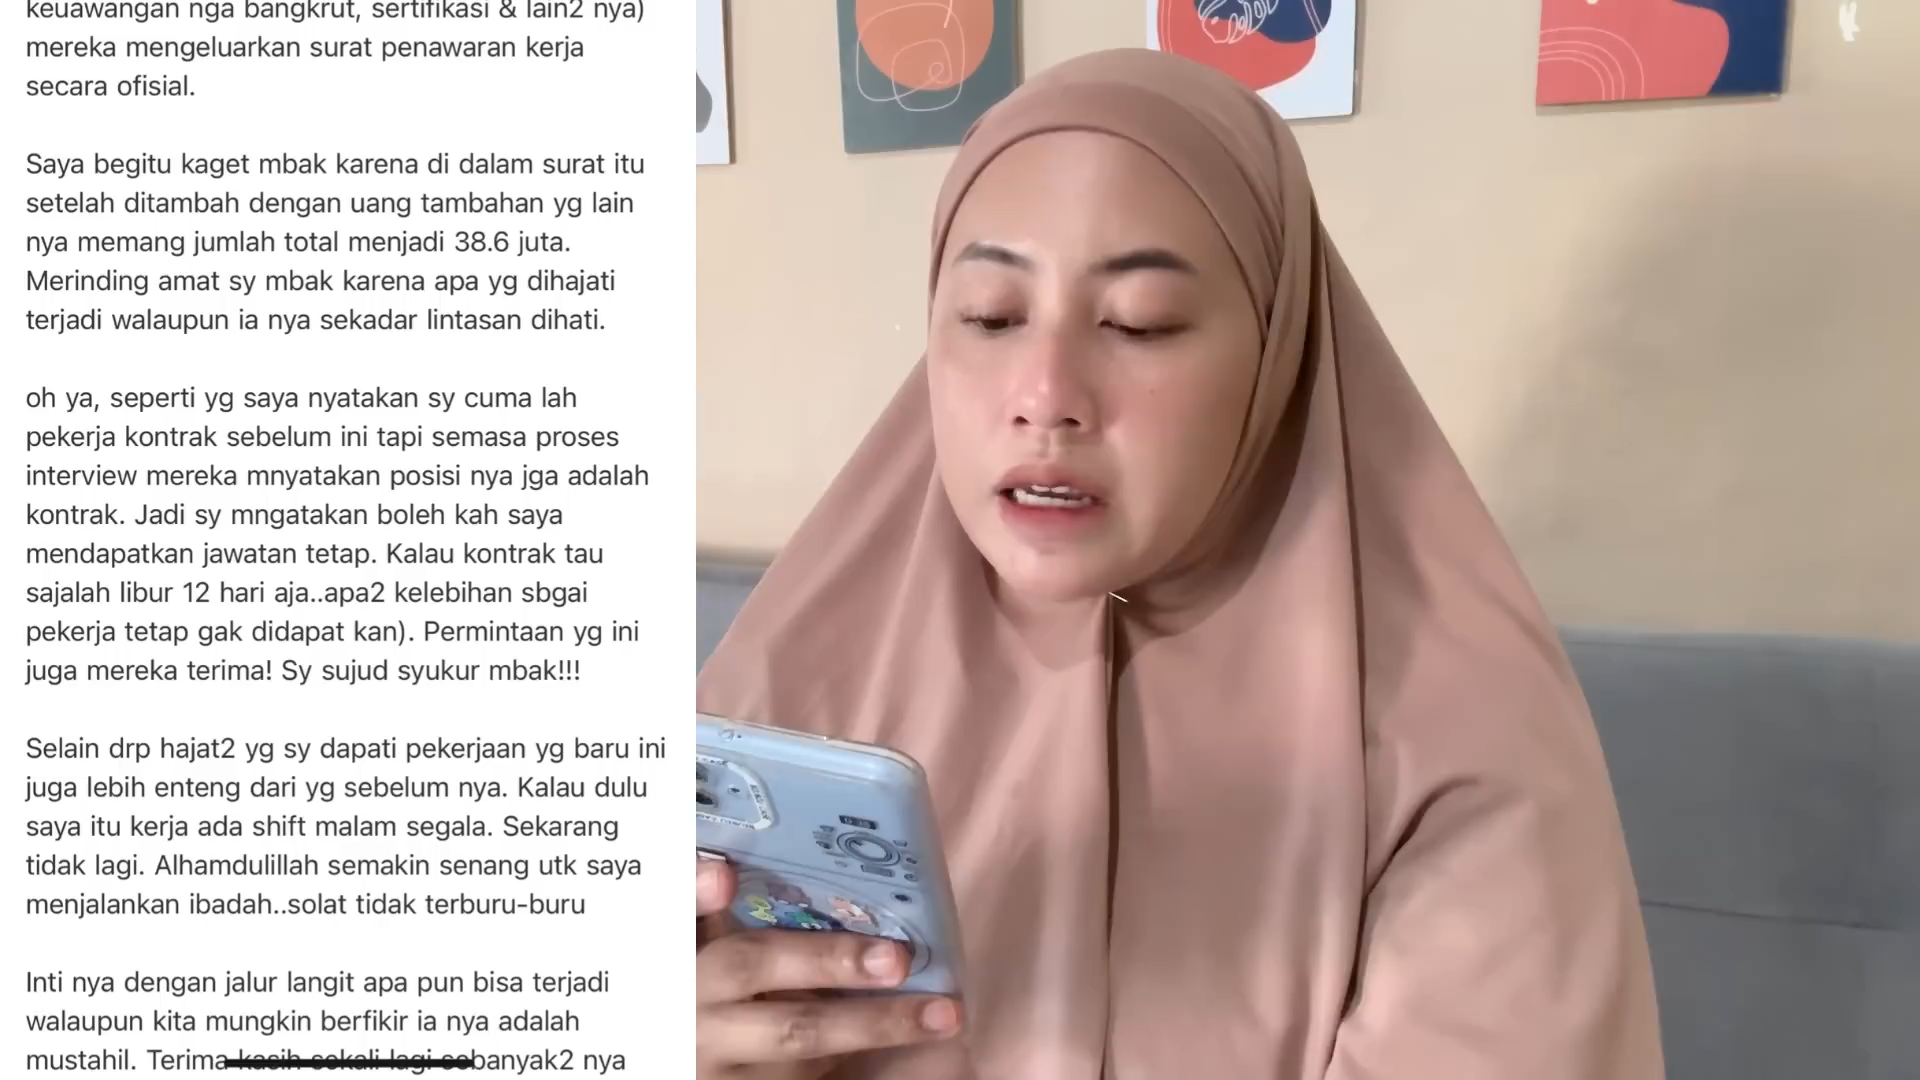 keuawangan nga bangkrut, sertifikasi & lain2 nya)
mereka mengeluarkan surat penawaran kerja
secara ofisial.
Saya begitu kaget mbak karena di dalam surat itu
setelah ditambah dengan uang tambahan yg lain
nya memang jumlah total menjadi 38.6 juta.
Merinding amat sy mbak karena apa yg dihajati
terjadi walaupun ia nya sekadar lintasan dihati.
oh ya, seperti yg saya nyatakan sy cuma lah
pekerja kontrak sebelum ini tapi semasa proses
interview mereka mnyatakan posisi nya jga adalah
kontrak. Jadi sy mngatakan boleh kah saya
mendapatkan jawatan tetap. Kalau kontrak tau
sajalah libur 12 hari aja..apa2 kelebihan sbgai
pekerja tetap gak didapat kan). Permintaan yg ini
juga mereka terima! Sy sujud syukur mbak!!!
Selain drp hajat2 yg sy dapati pekerjaan yg baru ini
juga lebih enteng dari yg sebelum nya. Kalau dulu
saya itu kerja ada shift malam segala. Sekarang
tidak lagi. Alhamdulillah semakin senang utk saya
menjalankan ibadah..solat tidak terburu-buru
Inti nya dengan jalur langit apa pun bisa terjadi
walaupun kita mungkin berfikir ia nya adalah
mustahil. Terima kasih sekali lagi sebanyak2 nya